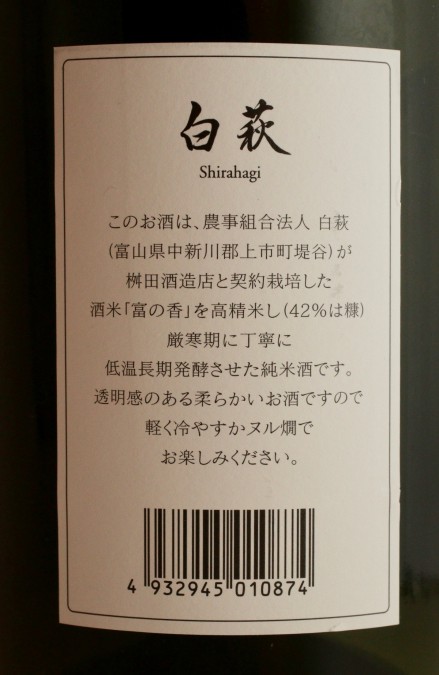 白萩
Shirahagi
このお酒は、農事組合法人 白萩
(富山県中新川郡上市町堤谷)が
桝田酒造店と契約栽培した
酒米「富の香」を高精米し(42%は糠)
厳寒期に丁寧に
低温長期発酵させた純米酒です。
透明感のある柔らかいお酒ですので
軽く冷やすかヌル燗で
お楽しみください。
4 932945 010874